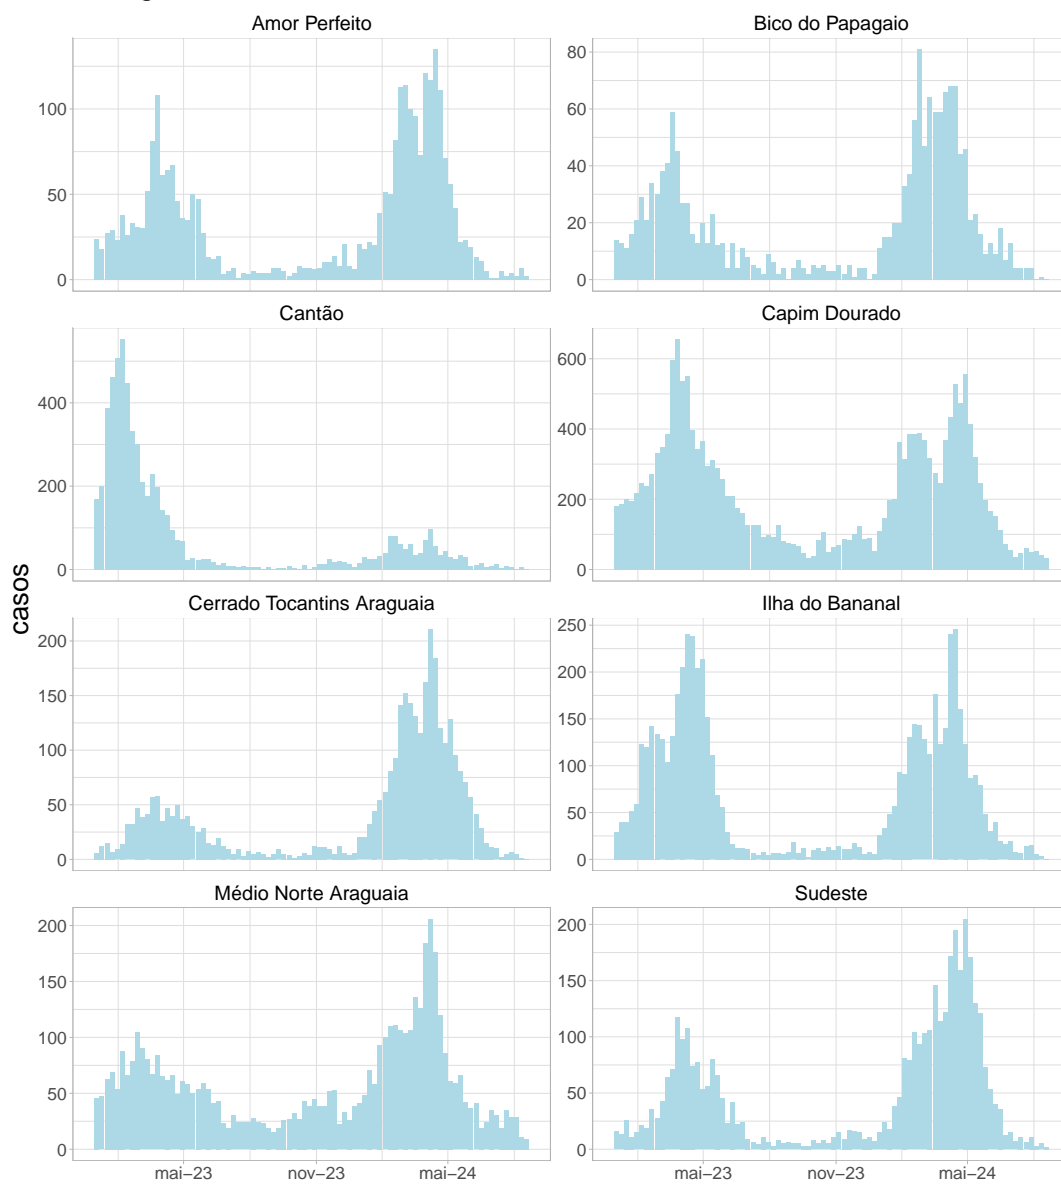 Amor Perfeito
Bico do Papagaio
100
50
0
80
60
40
20
0
Cantão
Capim Dourado
400
200
0
600
400
200
0
casos
Cerrado Tocantins Araguaia
Ilha do Bananal
200
150
100
50
0
250
200
150
100
50
0
Médio Norte Araguaia
Sudeste
200
150
100
50
0
200
150
100
50
0
mai−23
nov−23
mai−24
mai−23
nov−23
mai−24